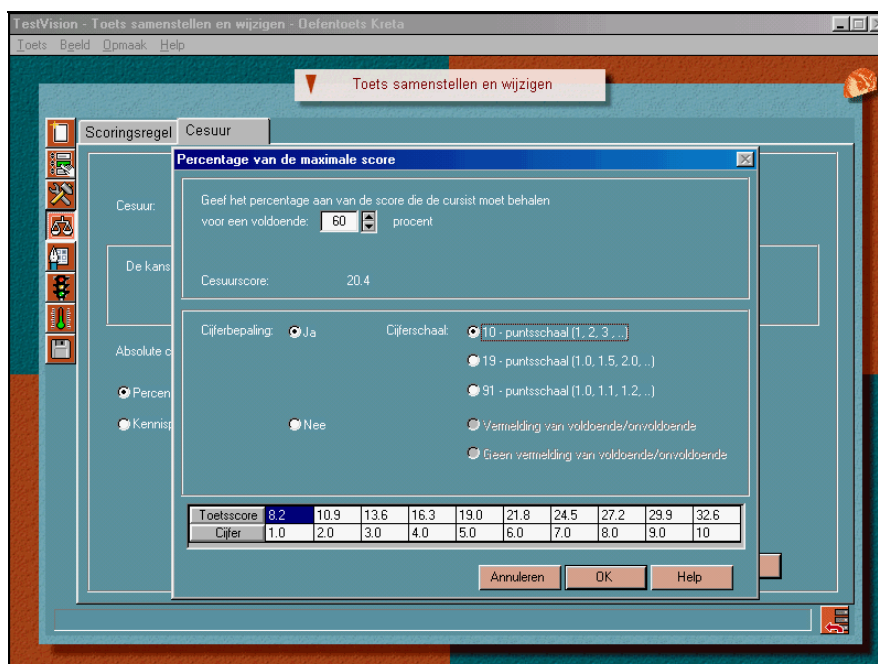 TestVision - Toets samenstellen en wijzigen - Oefentoets Kreta
Toets Beeld Opmaak Help
Toets samenstellen en wijzigen
Scoringsregel Cesuur
Percentage van de maximale score
Geef het percentage aan van de score die de cursist moet behalen
voor een voldoende: 60 procent
Cesuur:
De kans
Cesuurscore: 20.4
Cijferbepaling: Ja Cijferschaal: 10 - puntsschaal (1, 2, 3 , ..)
Absolute c
19 - puntsschaal (1.0, 1.5, 2.0, ..)
Percen
91 - puntsschaal (1.0, 1.1, 1.2, ..)
Kennisp
Nee Vermelding van voldoende/onvoldoende
Geen vermelding van voldoende/onvoldoende
Toetsscore 8.2 10.9 13.6 16.3 19.0 21.8 24.5 27.2 29.9 32.6
Cijfer 1.0 2.0 3.0 4.0 5.0 6.0 7.0 8.0 9.0 10
Annuleren OK Help